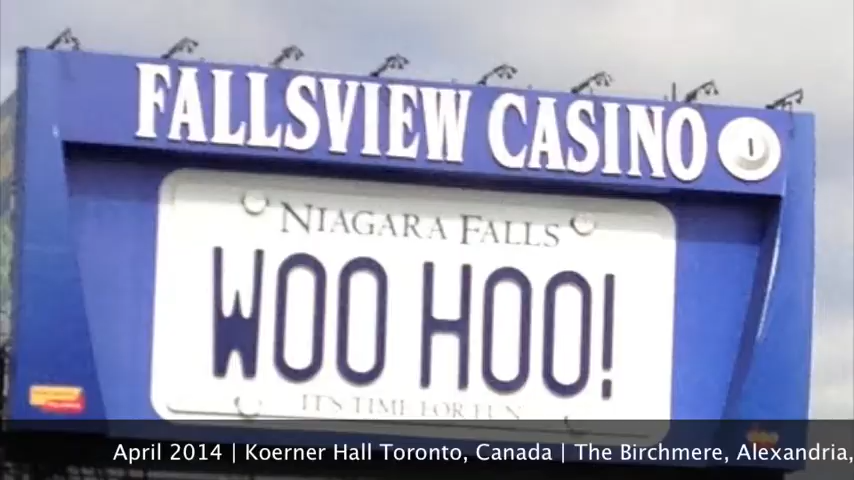 FALLSVIEW CASINO
NIAGARA FALLS
WOO HOO!
IT'S TIME FOR FUN
April 2014 | Koerner Hall Toronto, Canada | The Birchmere, Alexandria,